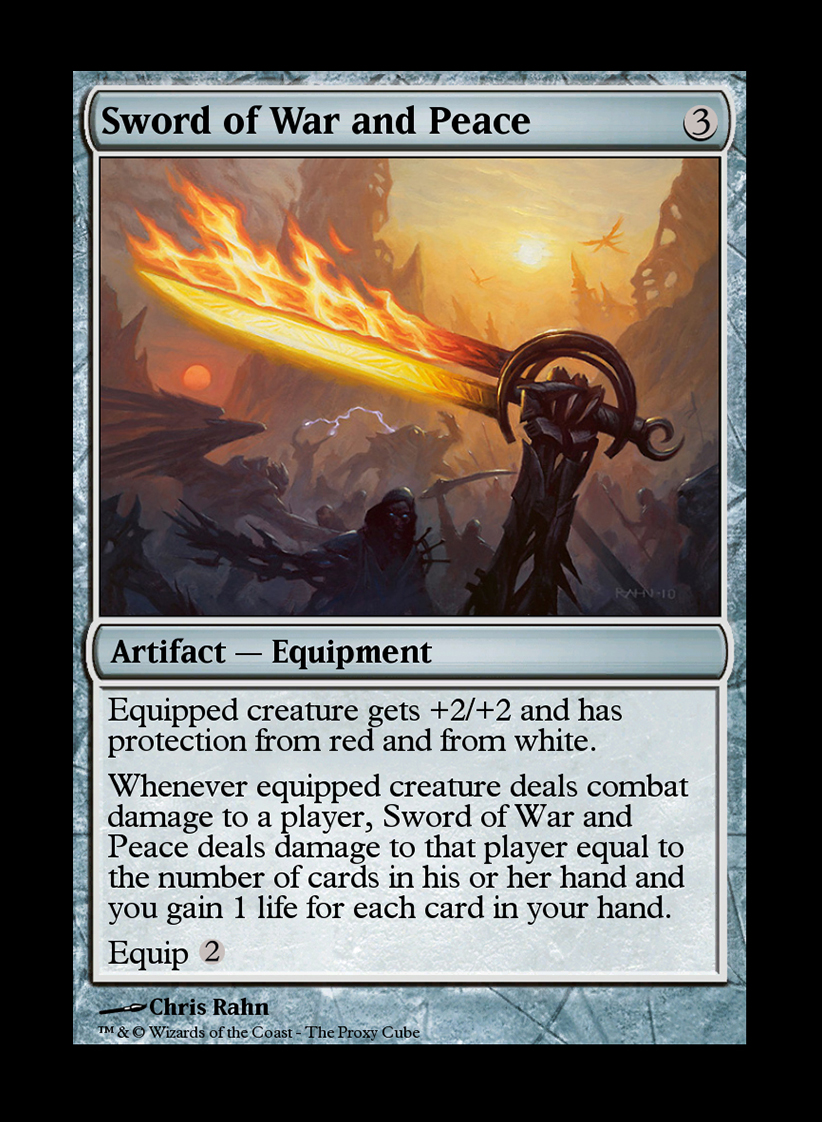 Sword of War and Peace 3
RAHN-10
Artifact — Equipment
Equipped creature gets +2/+2 and has
protection from red and from white.
Whenever equipped creature deals combat
damage to a player, Sword of War and
Peace deals damage to that player equal to
the number of cards in his or her hand and
you gain 1 life for each card in your hand.
Equip 2
Chris Rahn
™ & © Wizards of the Coast - The Proxy Cube